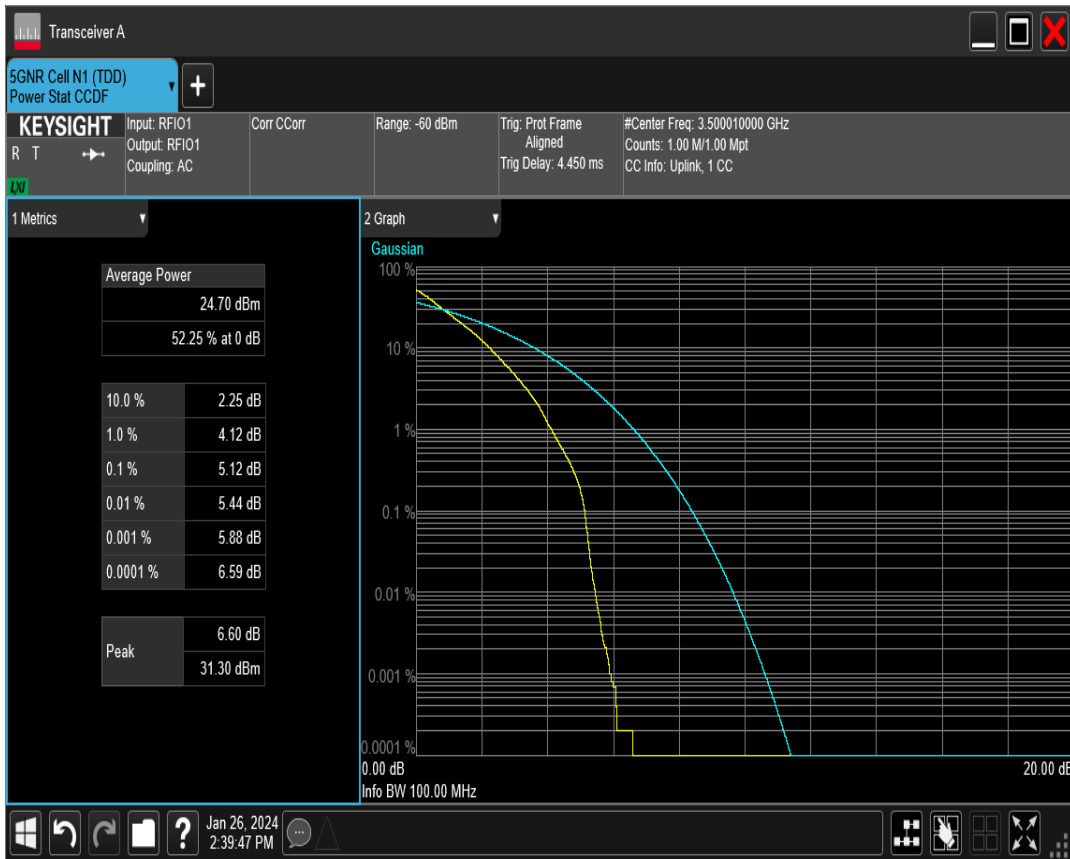 Transceiver A
5GNR Cell N1 (TDD)
Power Stat CCDF
+
KEYSIGHT
R T
LXI
Input: RFIO1
Output: RFIO1
Coupling: AC
Corr CCorr
Range: -60 dBm
Trig: Prot Frame
Aligned
Trig Delay: 4.450 ms
#Center Freq: 3.500010000 GHz
Counts: 1.00 M/1.00 Mpt
CC Info: Uplink, 1 CC
1 Metrics
Average Power
24.70 dBm
52.25 % at 0 dB
10.0 % 2.25 dB
1.0 % 4.12 dB
0.1 % 5.12 dB
0.01 % 5.44 dB
0.001 % 5.88 dB
0.0001 % 6.59 dB
Peak
6.60 dB
31.30 dBm
2 Graph
Gaussian
100 %
10 %
1 %
0.1 %
0.01 %
0.001 %
0.0001 %
0.00 dB 20.00 dB
Info BW 100.00 MHz
?
Jan 26, 2024
2:39:47 PM